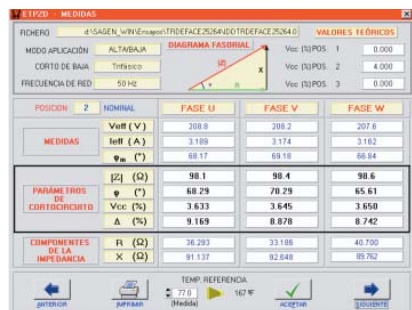 ETPZD - MEDIDAS
FICHERO d:\SAGEN_WIN\Ensayos\TRDEFACE25264\NDDTRDEFACE25264.0 VALORES TEÓRICOS
MODO APLICACIÓN ALTA/BAJA DIAGRAMA FASORIAL Vcc (%)POS. 1 0.000
CORTO DE BAJA Trifásico |Z| X Vcc (%)POS. 2 4.000
FRECUENCIA DE RED 50 Hz φ R Vcc (%)POS. 3 0.000
POSICION 2 NOMINAL FASE U FASE V FASE W
MEDIDAS
Veff (V) 208.8 208.2 207.6
Ieff (A) 3.189 3.174 3.162
φm (°) 68.17 69.18 66.84
PARÁMETROS DE CORTOCIRCUITO
|Z| (Ω) 98.1 98.4 98.6
φ (°) 68.29 70.29 65.61
Vcc (%) 3.633 3.645 3.650
Δ (%) 9.169 8.878 8.742
COMPONENTES DE LA IMPEDANCIA
R (Ω) 36.293 33.186 40.700
X (Ω) 91.137 92.648 89.762
TEMP. REFERENCIA
77.0 167 ºF
(Medida)
ANTERIOR IMPRIMIR ACEPTAR SIGUIENTE